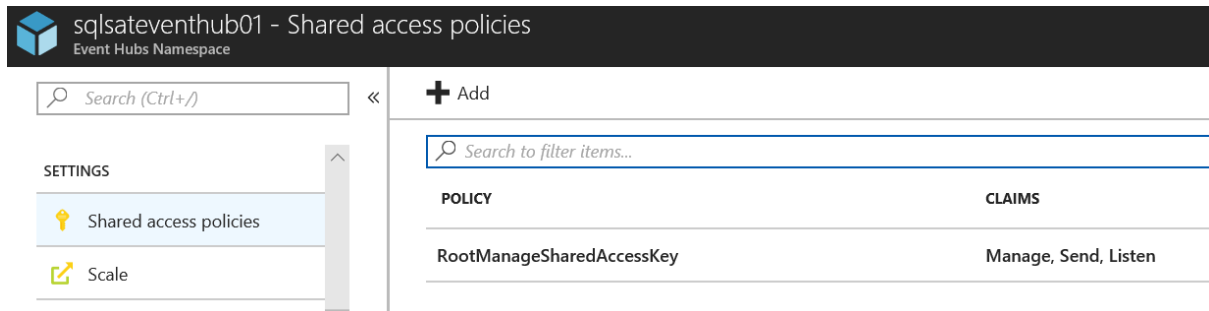 sqlsateventhub01 - Shared access policies
Event Hubs Namespace
Search (Ctrl+/)
«
Add
SETTINGS
Search to filter items...
Shared access policies
POLICY CLAIMS
Scale
RootManageSharedAccessKey Manage, Send, Listen